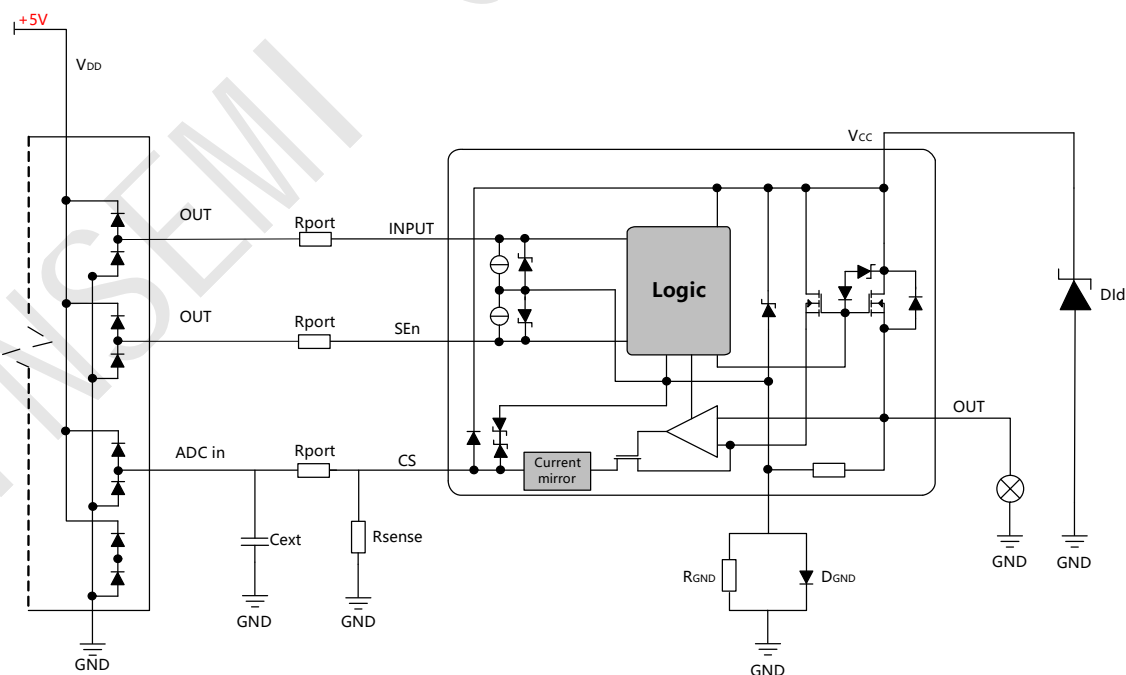 +5V
VDD
VCC
OUT
Rport
INPUT
Logic
Dld
OUT
Rport
SEn
OUT
ADC in
Rport
CS
Current
mirror
Cext
Rsense
RGND
DGND
GND
GND
GND
GND
GND
GND
NSEMI